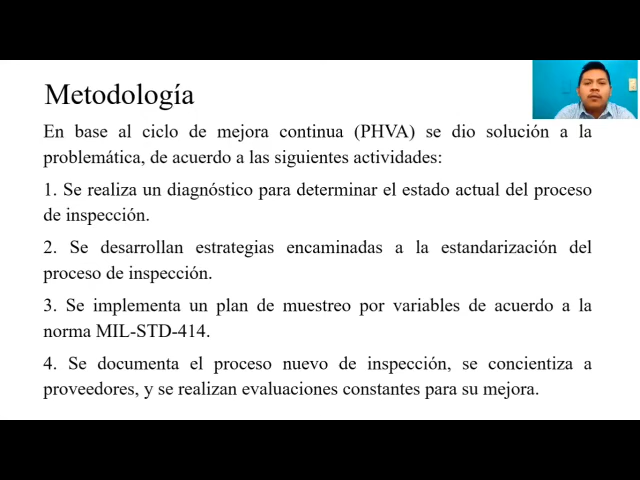 Metodología
En base al ciclo de mejora continua (PHVA) se dio solución a la
problemática, de acuerdo a las siguientes actividades:
1. Se realiza un diagnóstico para determinar el estado actual del proceso
de inspección.
2. Se desarrollan estrategias encaminadas a la estandarización del
proceso de inspección.
3. Se implementa un plan de muestreo por variables de acuerdo a la
norma MIL-STD-414.
4. Se documenta el proceso nuevo de inspección, se concientiza a
proveedores, y se realizan evaluaciones constantes para su mejora.